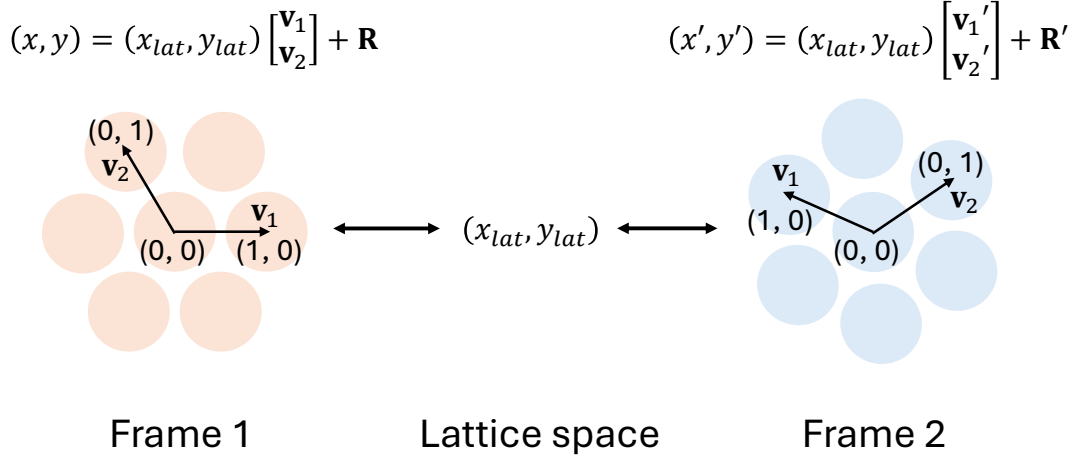 (x, y) = (x_lat, y_lat) [v₁ v₂] + R
(x′, y′) = (x_lat, y_lat) [v₁′ v₂′] + R′
(0, 1)
v₂
v₁
(0, 0)
(1, 0)
(x_lat, y_lat)
v₁
(0, 1)
v₂
(1, 0)
(0, 0)
Frame 1
Lattice space
Frame 2